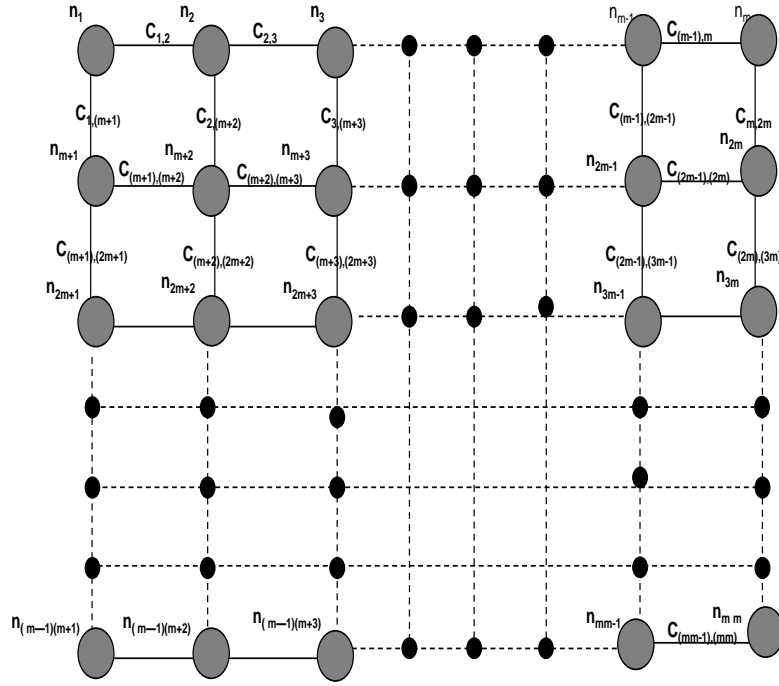 n1 n2 n3 nm-1 nm
C1,2 C2,3 C(m-1),m
C1,(m+1) C2,(m+2) C3,(m+3) C(m-1),(2m-1) Cm,2m
nm+1 nm+2 nm+3 n2m-1 n2m
C(m+1),(m+2) C(m+2),(m+3) C(2m-1),(2m)
C(m+1),(2m+1) C(m+2),(2m+2) C(m+3),(2m+3) C(2m-1),(3m-1) C(2m),(3m)
n2m+1 n2m+2 n2m+3 n3m-1 n3m
n( m—1)(m+1) n( m—1)(m+2) n( m—1)(m+3) nmm-1 nm m
C(mm-1),(mm)